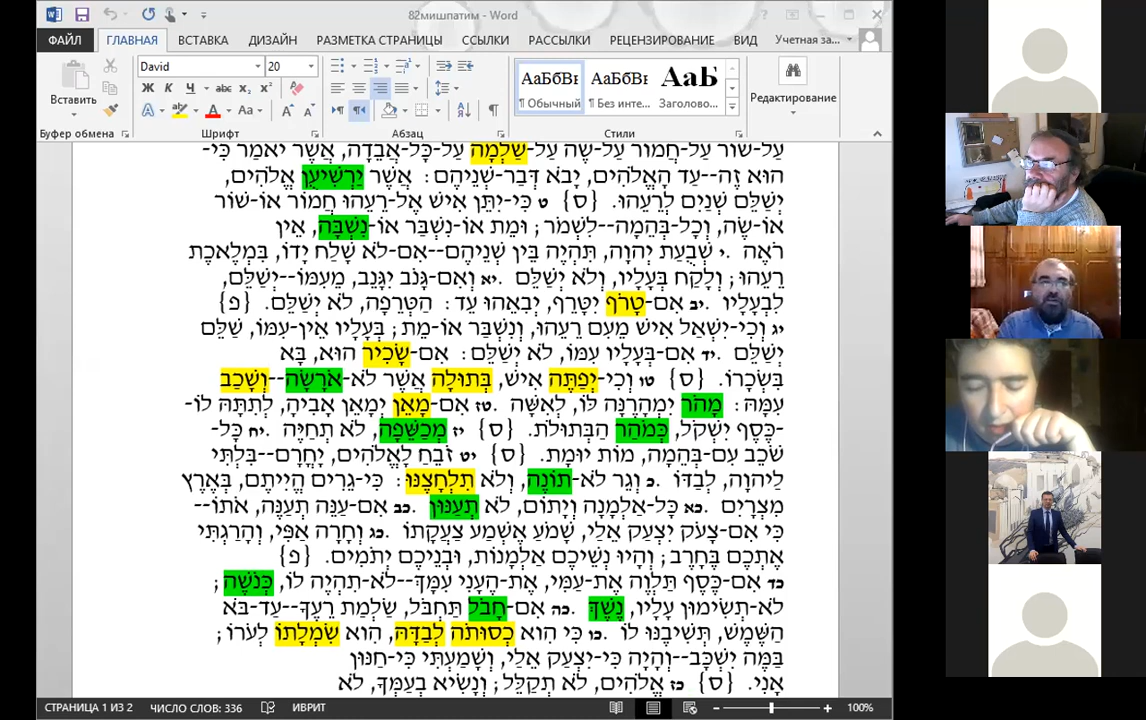 82мишпатим - Word
ФАЙЛ ГЛАВНАЯ ВСТАВКА ДИЗАЙН РАЗМЕТКА СТРАНИЦЫ ССЫЛКИ РАССЫЛКИ РЕЦЕНЗИРОВАНИЕ ВИД Учетная за...
David 20
Вставить
Ж К Ч abc x₂ x²
АаБбВв АаБбВв АаБ
¶ Обычный ¶ Без инте... Заголово...
Редактирование
Буфер обмена Шрифт Абзац Стили
עַל-שׁוֹר עַל-חֲמוֹר עַל-שֶׂה עַל-שַׂלְמָה עַל-כָּל-אֲבֵדָה, אֲשֶׁר יֹאמַר כִּי-
הוּא זֶה--עַד הָאֱלֹהִים, יָבֹא דְּבַר-שְׁנֵיהֶם: אֲשֶׁר יַרְשִׁיעֻן אֱלֹהִים,
יְשַׁלֵּם שְׁנַיִם לְרֵעֵהוּ. {ס} ט כִּי-יִתֵּן אִישׁ אֶל-רֵעֵהוּ חֲמוֹר אוֹ-שׁוֹר
אוֹ-שֶׂה, וְכָל-בְּהֵמָה--לִשְׁמֹר; וּמֵת אוֹ-נִשְׁבַּר אוֹ-נִשְׁבָּה, אֵין
רֹאֶה. י שְׁבֻעַת יְהוָה, תִּהְיֶה בֵּין שְׁנֵיהֶם--אִם-לֹא שָׁלַח יָדוֹ, בִּמְלֶאכֶת
רֵעֵהוּ; וְלָקַח בְּעָלָיו, וְלֹא יְשַׁלֵּם. יא וְאִם-גָּנֹב יִגָּנֵב, מֵעִמּוֹ--יְשַׁלֵּם,
לִבְעָלָיו. יב אִם-טָרֹף יִטָּרֵף, יְבִאֵהוּ עֵד: הַטְּרֵפָה, לֹא יְשַׁלֵּם. {פ}
יג וְכִי-יִשְׁאַל אִישׁ מֵעִם רֵעֵהוּ, וְנִשְׁבַּר אוֹ-מֵת; בְּעָלָיו אֵין-עִמּוֹ, שַׁלֵּם
יְשַׁלֵּם. יד אִם-בְּעָלָיו עִמּוֹ, לֹא יְשַׁלֵּם: אִם-שָׂכִיר הוּא, בָּא
בִּשְׂכָרוֹ. {ס} טו וְכִי-יְפַתֶּה אִישׁ, בְּתוּלָה אֲשֶׁר לֹא-אֹרָשָׂה--וְשָׁכַב
עִמָּהּ: מָהֹר יִמְהָרֶנָּה לּוֹ, לְאִשָּׁה. טז אִם-מָאֵן יְמָאֵן אָבִיהָ, לְתִתָּהּ לוֹ-
-כֶּסֶף יִשְׁקֹל, כְּמֹהַר הַבְּתוּלֹת. {ס} יז מְכַשֵּׁפָה, לֹא תְחַיֶּה. יח כָּל-
שֹׁכֵב עִם-בְּהֵמָה, מוֹת יוּמָת. {ס} יט זֹבֵחַ לָאֱלֹהִים, יָחֳרָם--בִּלְתִּי
לַיהוָה, לְבַדּוֹ. כ וְגֵר לֹא-תוֹנֶה, וְלֹא תִלְחָצֶנּוּ: כִּי-גֵרִים הֱיִיתֶם, בְּאֶרֶץ
מִצְרָיִם. כא כָּל-אַלְמָנָה וְיָתוֹם, לֹא תְעַנּוּן. כב אִם-עַנֵּה תְעַנֶּה, אֹתוֹ--
כִּי אִם-צָעֹק יִצְעַק אֵלַי, שָׁמֹעַ אֶשְׁמַע צַעֲקָתוֹ. כג וְחָרָה אַפִּי, וְהָרַגְתִּי
אֶתְכֶם בֶּחָרֶב; וְהָיוּ נְשֵׁיכֶם אַלְמָנוֹת, וּבְנֵיכֶם יְתֹמִים. {פ}
כד אִם-כֶּסֶף תַּלְוֶה אֶת-עַמִּי, אֶת-הֶעָנִי עִמָּךְ--לֹא-תִהְיֶה לוֹ, כְּנֹשֶׁה;
לֹא-תְשִׂימוּן עָלָיו, נֶשֶׁךְ. כה אִם-חָבֹל תַּחְבֹּל, שַׂלְמַת רֵעֶךָ--עַד-בֹּא
הַשֶּׁמֶשׁ, תְּשִׁיבֶנּוּ לוֹ. כו כִּי הִוא כְסוּתֹה לְבַדָּהּ, הִוא שִׂמְלָתוֹ לְעֹרוֹ;
בַּמֶּה יִשְׁכָּב--וְהָיָה כִּי-יִצְעַק אֵלַי, וְשָׁמַעְתִּי כִּי-חַנּוּן
אָנִי. {ס} כז אֱלֹהִים, לֹא תְקַלֵּל; וְנָשִׂיא בְעַמְּךָ, לֹא
СТРАНИЦА 1 ИЗ 2 ЧИСЛО СЛОВ: 336 ИВРИТ 100%